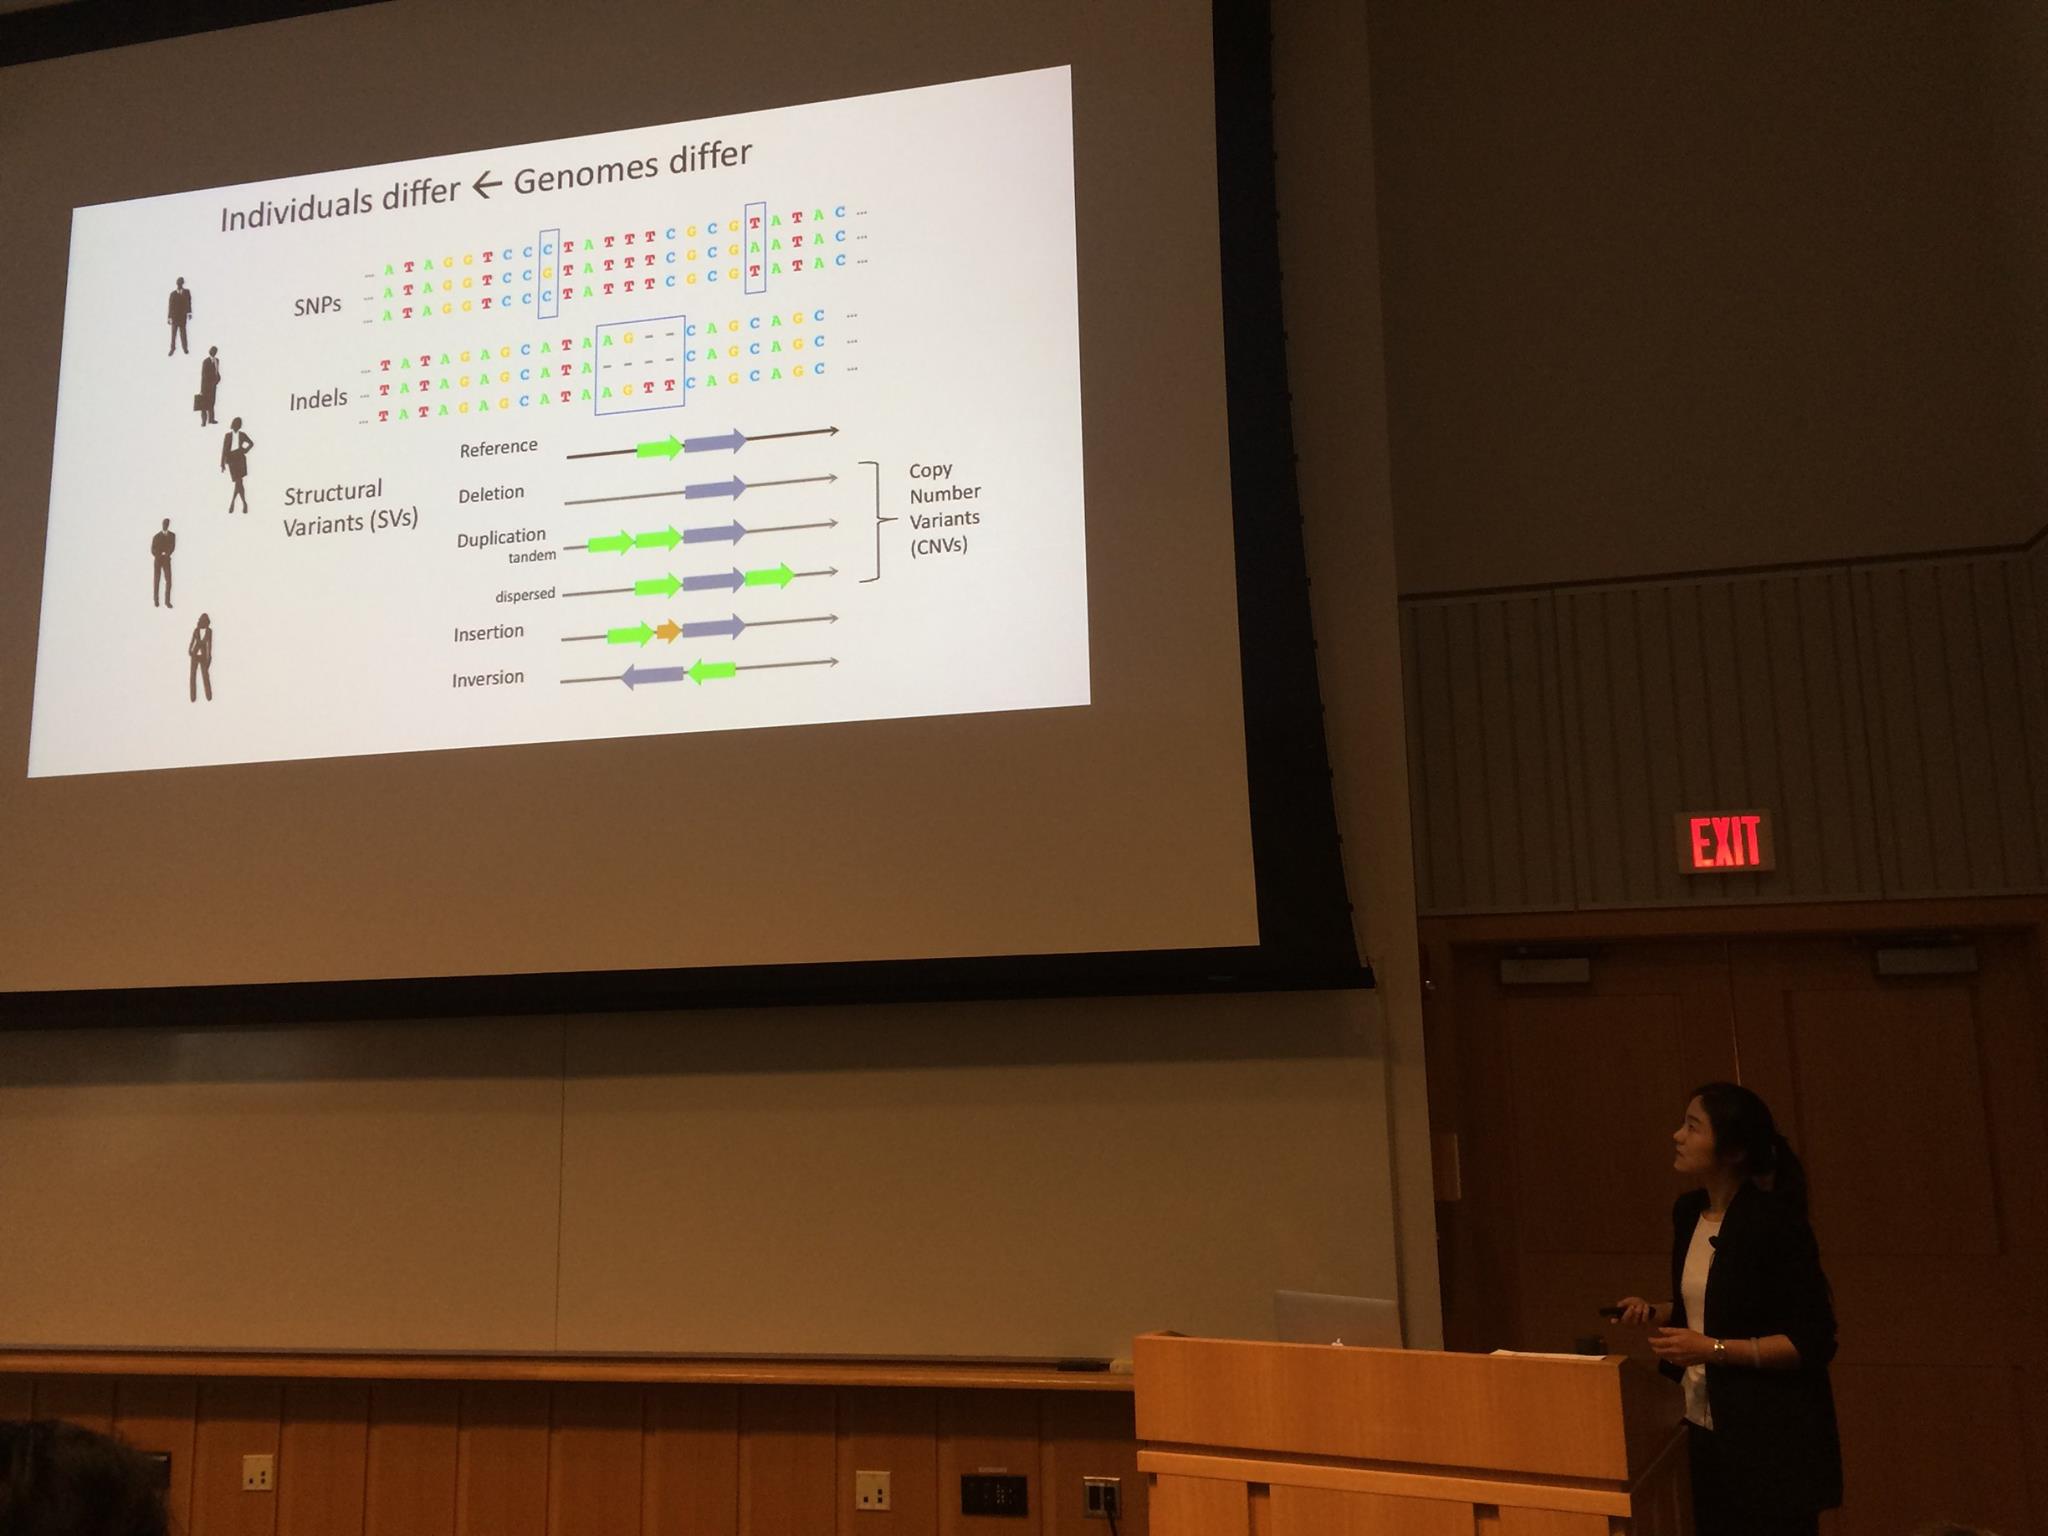 Individuals differ ← Genomes differ
SNPs
... A T A G G T C C C T A T T T C G C G T A T A C ...
... A T A G G T C C G T A T T T C G C G A A T A C ...
... A T A G G T C C C T A T T T C G C G T A T A C ...
Indels
... T A T A G A G C A T A A G - - C A G C A G C ...
... T A T A G A G C A T A - - - - C A G C A G C ...
... T A T A G A G C A T A A G T T C A G C A G C ...
Structural
Variants (SVs)
Reference
Deletion
Duplication
tandem
dispersed
Insertion
Inversion
Copy
Number
Variants
(CNVs)
EXIT